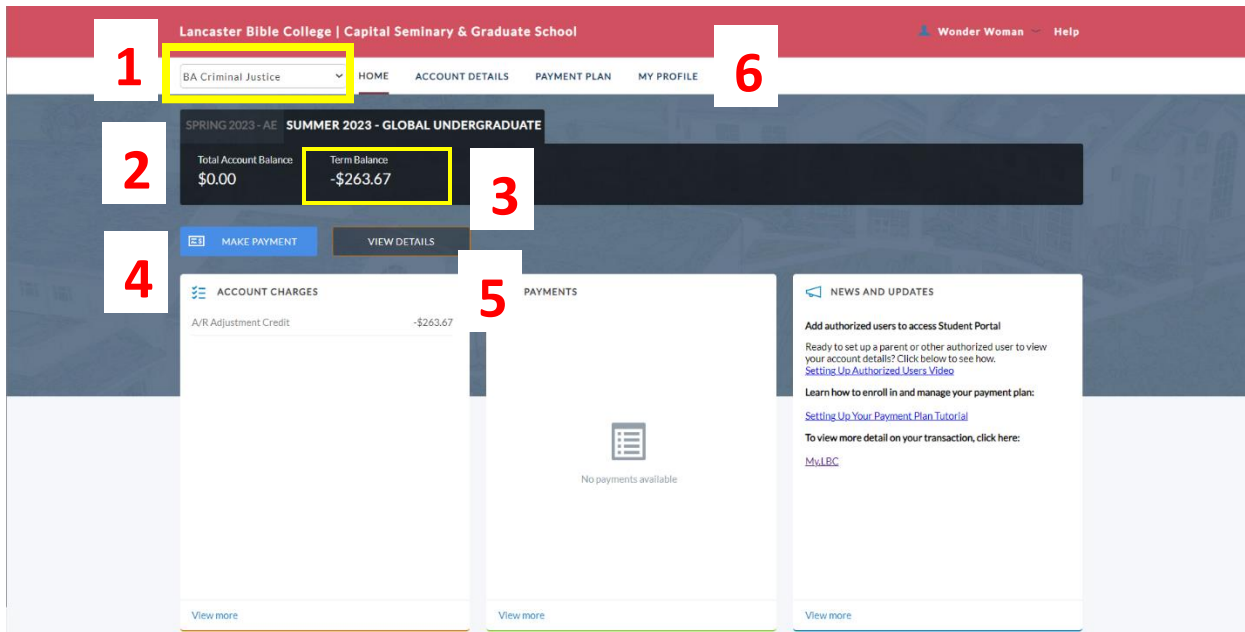 Lancaster Bible College | Capital Seminary & Graduate School
Wonder Woman
Help
1
BA Criminal Justice
HOME
ACCOUNT DETAILS
PAYMENT PLAN
MY PROFILE
6
SPRING 2023 - AE
SUMMER 2023 - GLOBAL UNDERGRADUATE
2
Total Account Balance
$0.00
Term Balance
-$263.67
3
MAKE PAYMENT
VIEW DETAILS
4
ACCOUNT CHARGES
A/R Adjustment Credit
-$263.67
View more
5
PAYMENTS
No payments available
View more
NEWS AND UPDATES
Add authorized users to access Student Portal
Ready to set up a parent or other authorized user to view
your account details? Click below to see how.
Setting Up Authorized Users Video
Learn how to enroll in and manage your payment plan:
Setting Up Your Payment Plan Tutorial
To view more detail on your transaction, click here:
My.LBC
View more